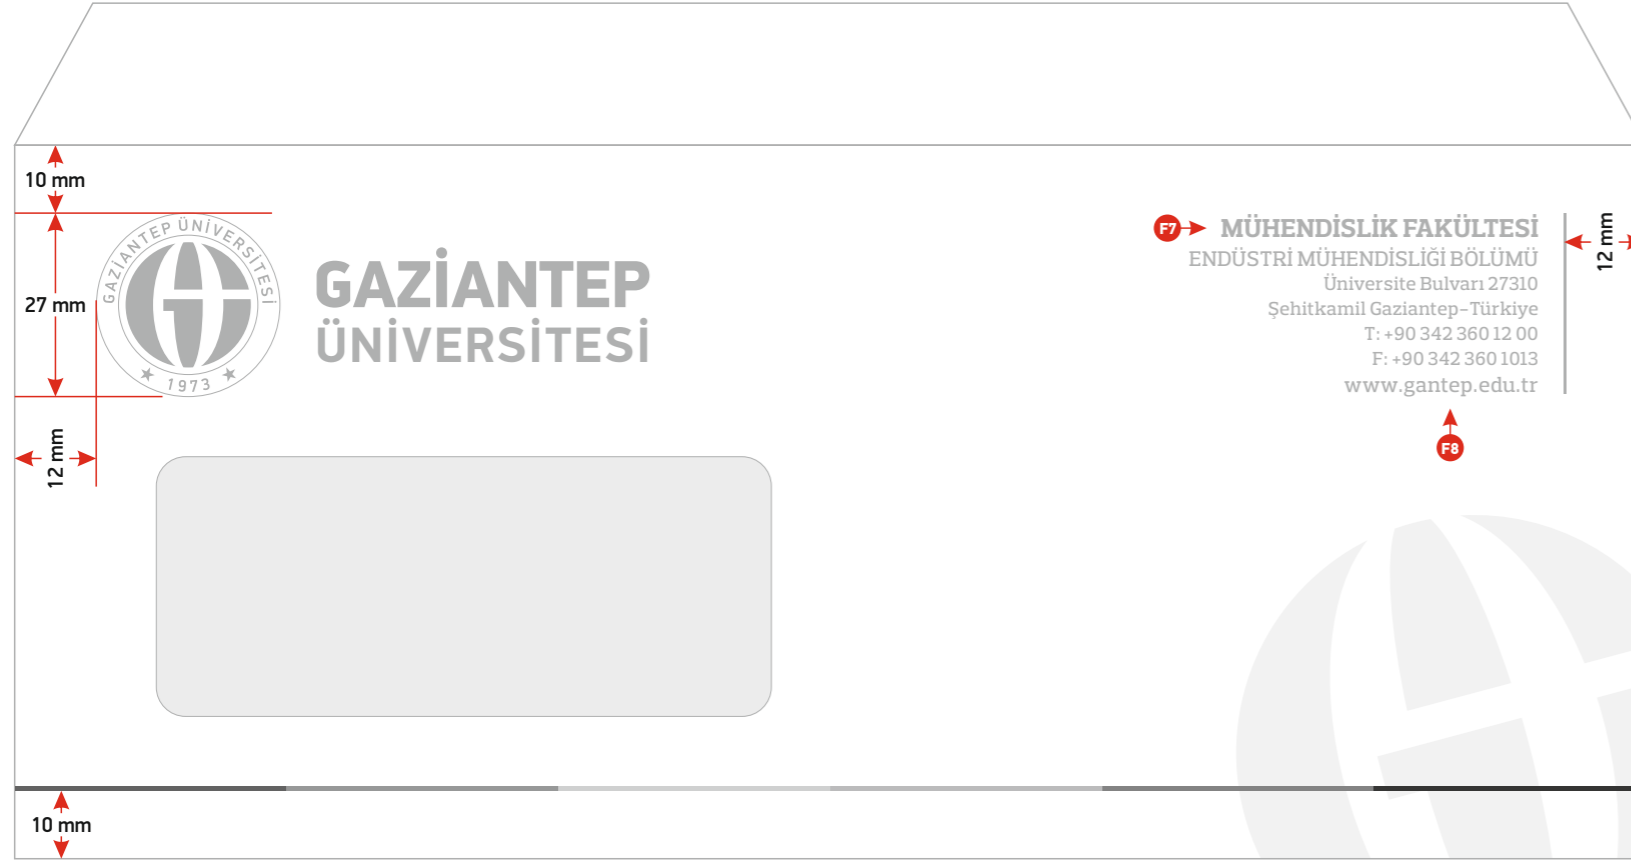 10 mm
27 mm
12 mm
GAZİANTEP ÜNİVERSİTESİ
1973
GAZİANTEP
ÜNİVERSİTESİ
F7
MÜHENDİSLİK FAKÜLTESİ
ENDÜSTRİ MÜHENDİSLİĞİ BÖLÜMÜ
Üniversite Bulvarı 27310
Şehitkamil Gaziantep-Türkiye
T: +90 342 360 12 00
F: +90 342 360 1013
www.gantep.edu.tr
12 mm
F8
10 mm